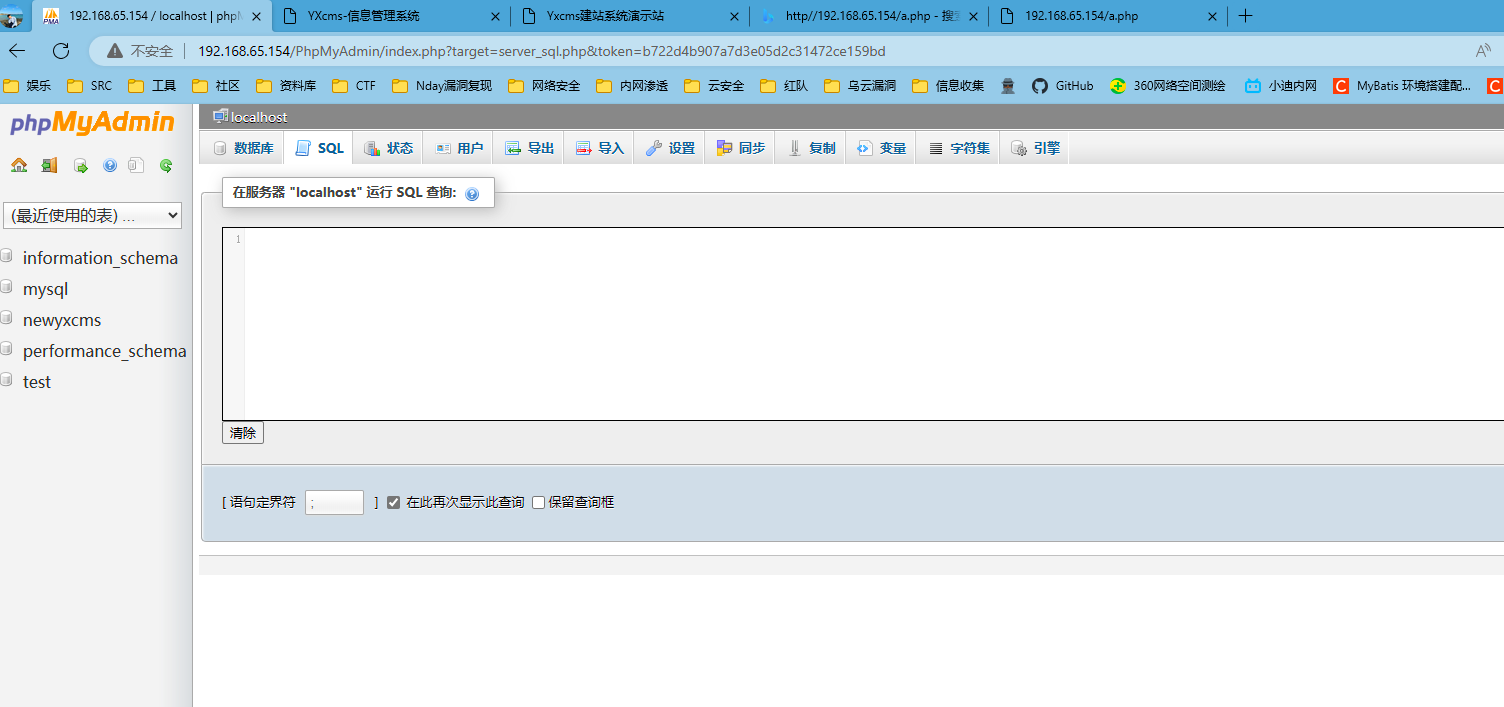 192.168.65.154 / localhost | phpM
YXcms-信息管理系统
Yxcms建站系统演示站
http//192.168.65.154/a.php - 搜
192.168.65.154/a.php
不安全
192.168.65.154/PhpMyAdmin/index.php?target=server_sql.php&token=b722d4b907a7d3e05d2c31472ce159bd
娱乐 SRC 工具 社区 资料库 CTF Nday漏洞复现 网络安全 内网渗透 云安全 红队 乌云漏洞 信息收集 GitHub 360网络空间测绘 小迪内网 MyBatis 环境搭建配...
phpMyAdmin
localhost
数据库 SQL 状态 用户 导出 导入 设置 同步 复制 变量 字符集 引擎
(最近使用的表) ...
information_schema
mysql
newyxcms
performance_schema
test
在服务器 "localhost" 运行 SQL 查询:
1
清除
[ 语句定界符 ; ] 在此再次显示此查询 保留查询框